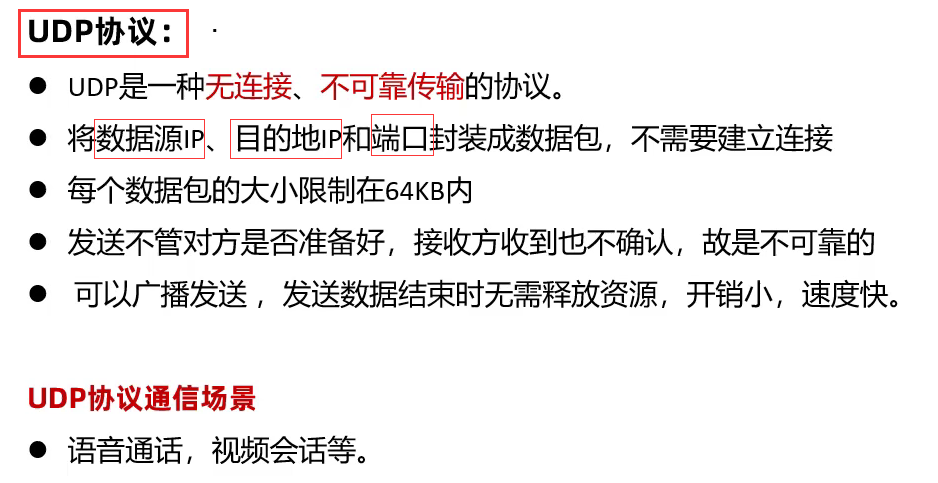 UDP协议：
● UDP是一种无连接、不可靠传输的协议。
● 将数据源IP、目的地IP和端口封装成数据包，不需要建立连接
● 每个数据包的大小限制在64KB内
● 发送不管对方是否准备好，接收方收到也不确认，故是不可靠的
● 可以广播发送 ，发送数据结束时无需释放资源，开销小，速度快。
UDP协议通信场景
● 语音通话，视频会话等。